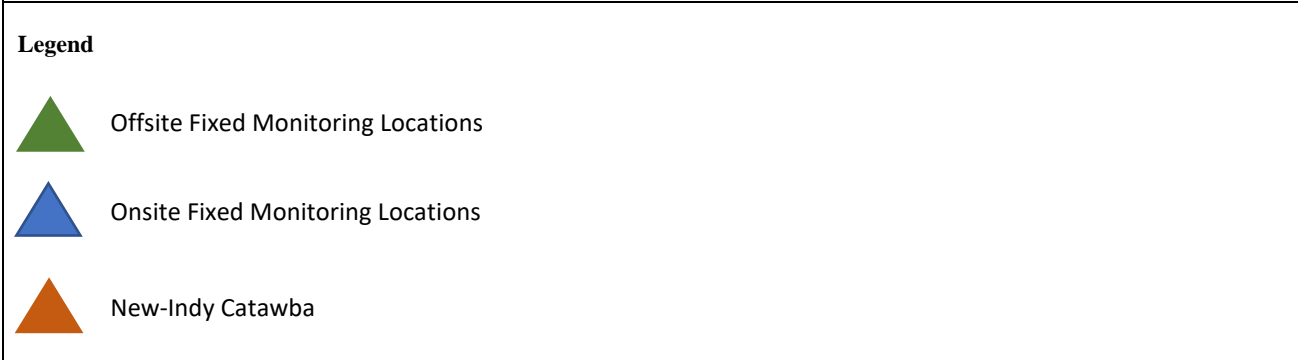 Legend
Offsite Fixed Monitoring Locations
Onsite Fixed Monitoring Locations
New-Indy Catawba